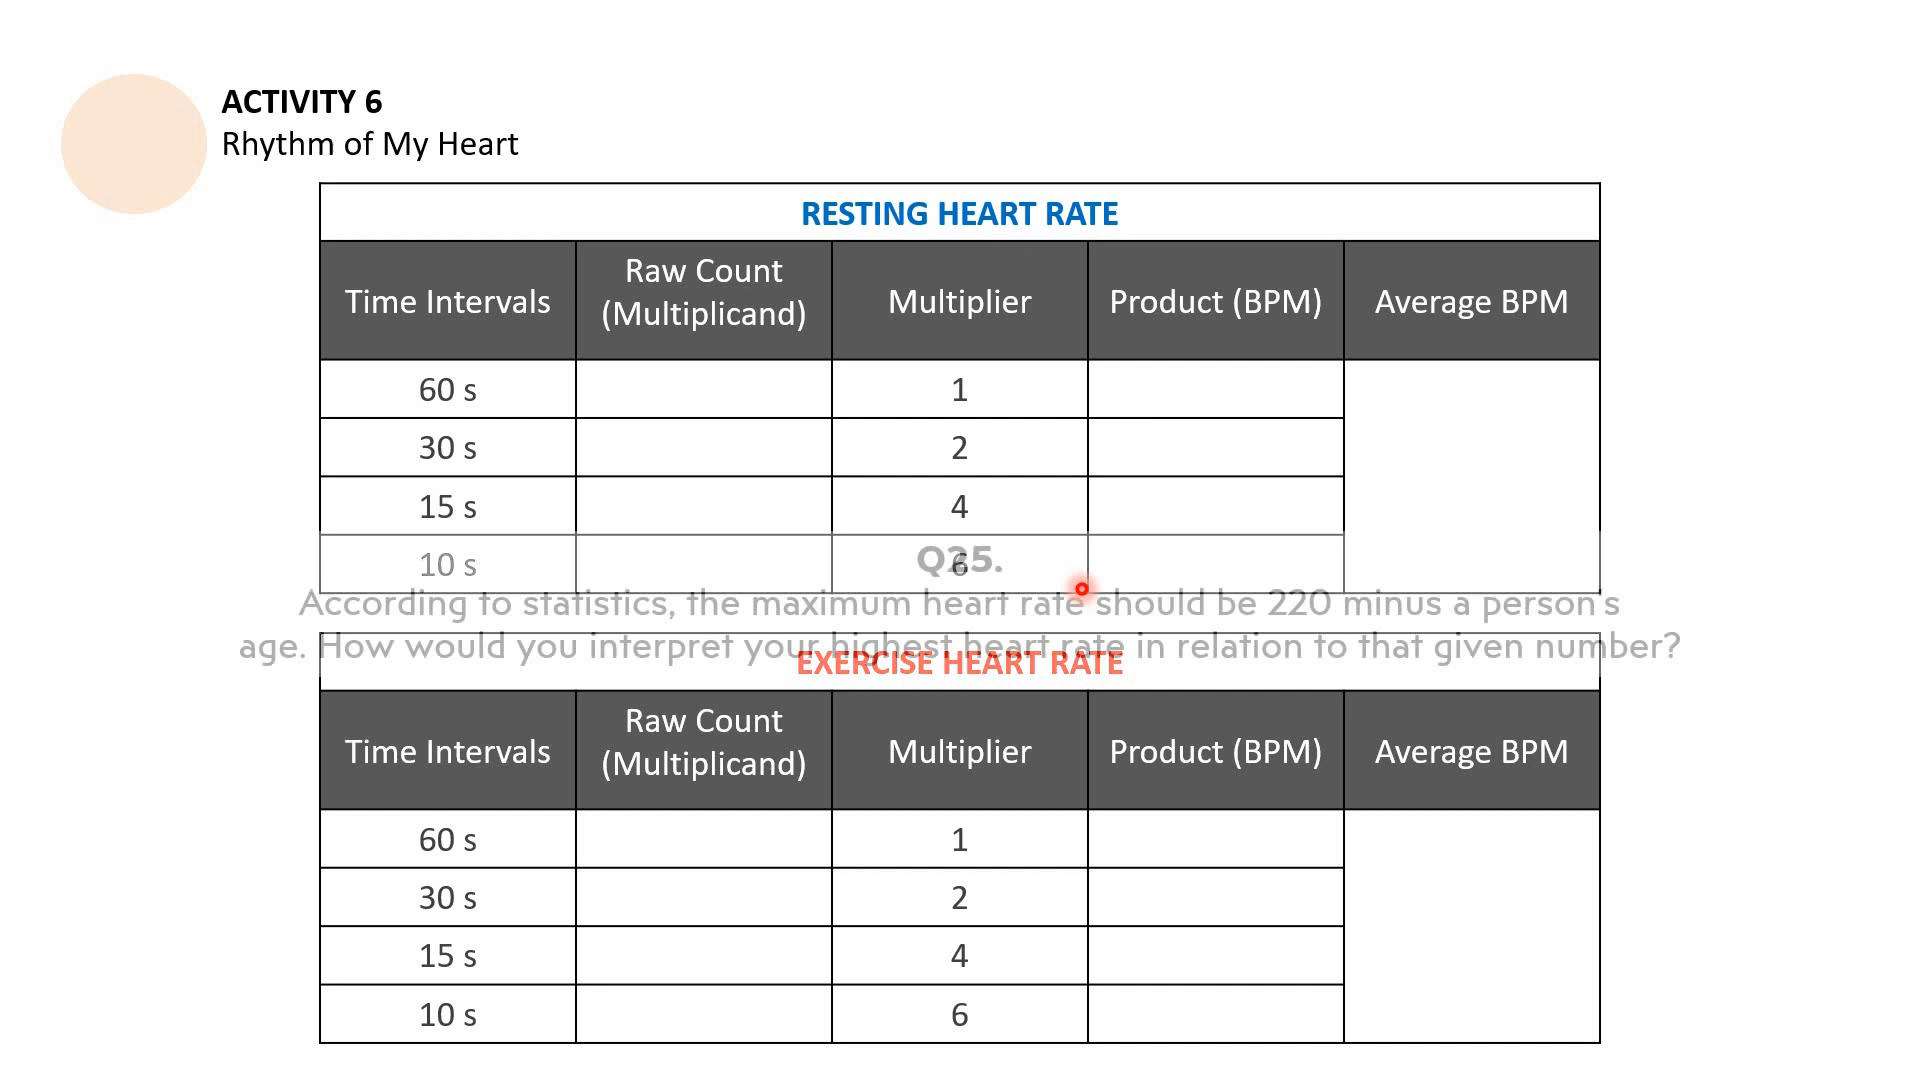 ACTIVITY 6
Rhythm of My Heart
RESTING HEART RATE
Time Intervals Raw Count (Multiplicand) Multiplier Product (BPM) Average BPM
60 s 1
30 s 2
15 s 4
10 s 6
Q25.
According to statistics, the maximum heart rate should be 220 minus a person's
age. How would you interpret your highest heart rate in relation to that given number?
EXERCISE HEART RATE
Time Intervals Raw Count (Multiplicand) Multiplier Product (BPM) Average BPM
60 s 1
30 s 2
15 s 4
10 s 6